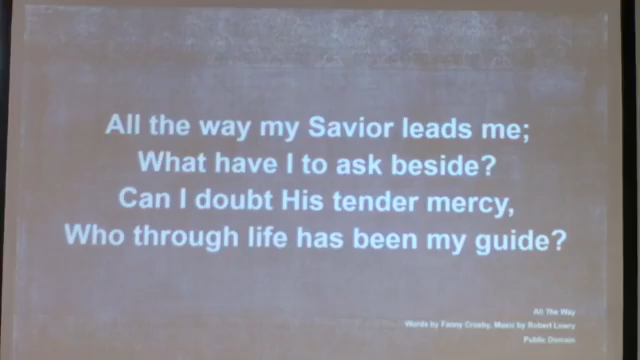 All the way my Savior leads me;
What have I to ask beside?
Can I doubt His tender mercy,
Who through life has been my guide?
All The Way
Words by Fanny Crosby, Music by Robert Lowry
Public Domain